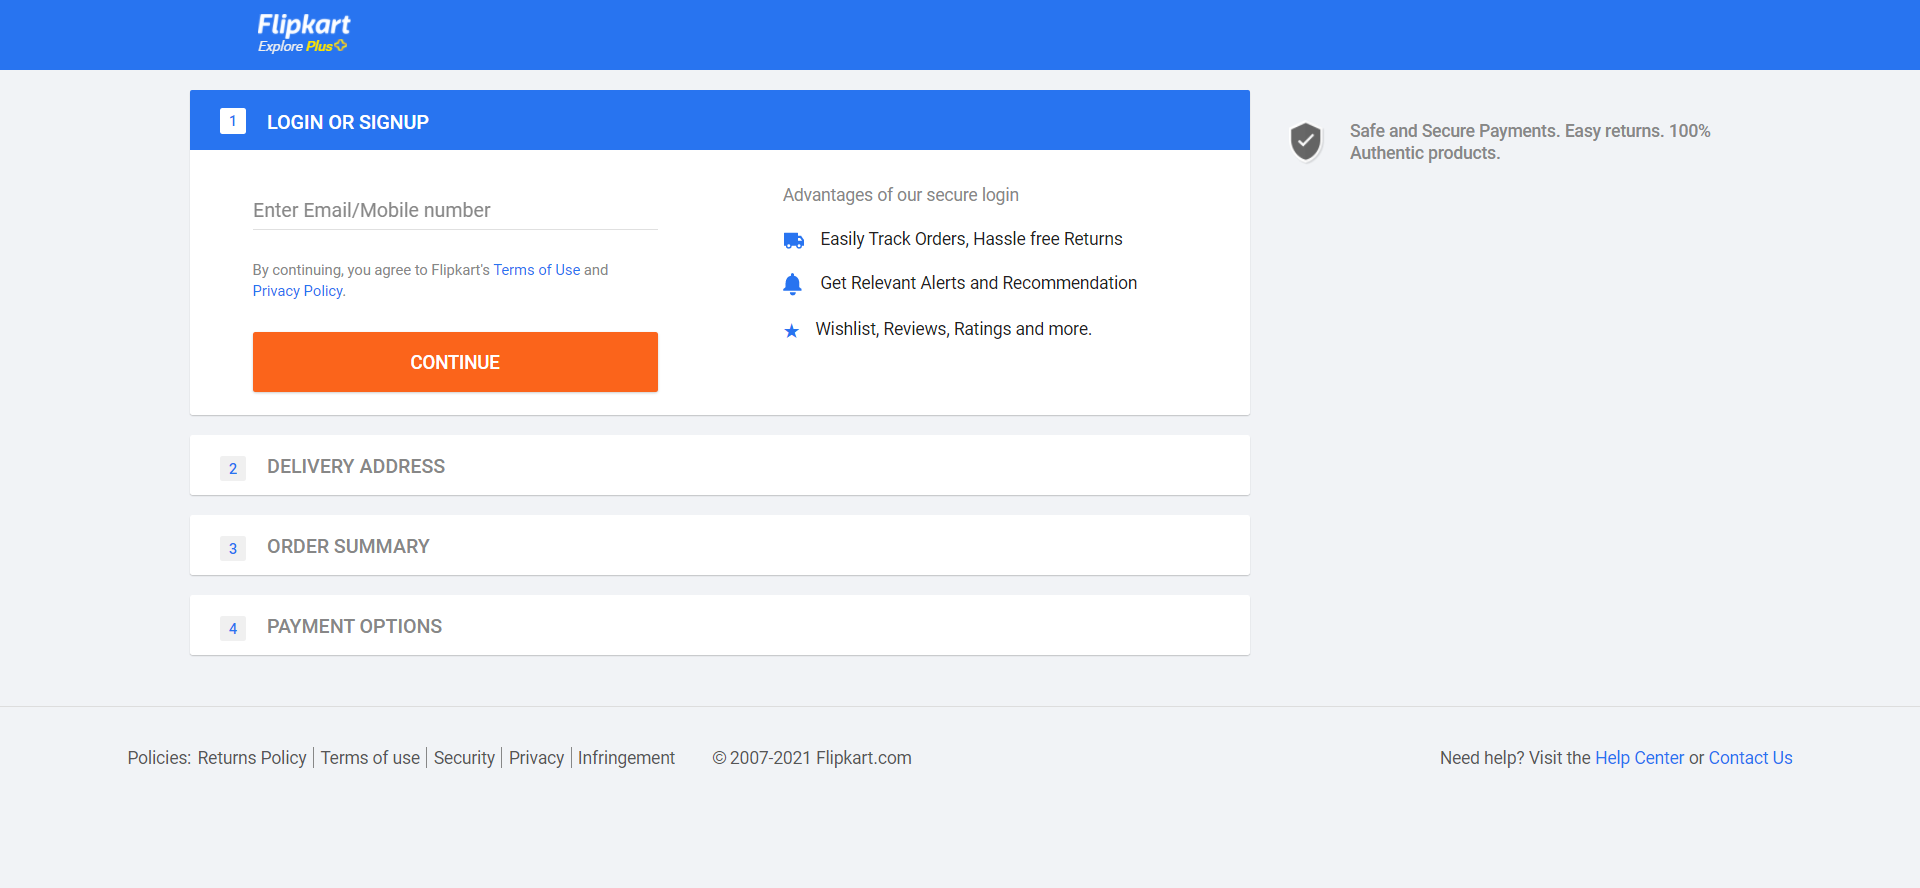 Flipkart
Explore Plus
1 LOGIN OR SIGNUP
Safe and Secure Payments. Easy returns. 100%
Authentic products.
Enter Email/Mobile number
By continuing, you agree to Flipkart's Terms of Use and
Privacy Policy.
CONTINUE
Advantages of our secure login
Easily Track Orders, Hassle free Returns
Get Relevant Alerts and Recommendation
Wishlist, Reviews, Ratings and more.
2 DELIVERY ADDRESS
3 ORDER SUMMARY
4 PAYMENT OPTIONS
Policies: Returns Policy Terms of use Security Privacy Infringement © 2007-2021 Flipkart.com Need help? Visit the Help Center or Contact Us